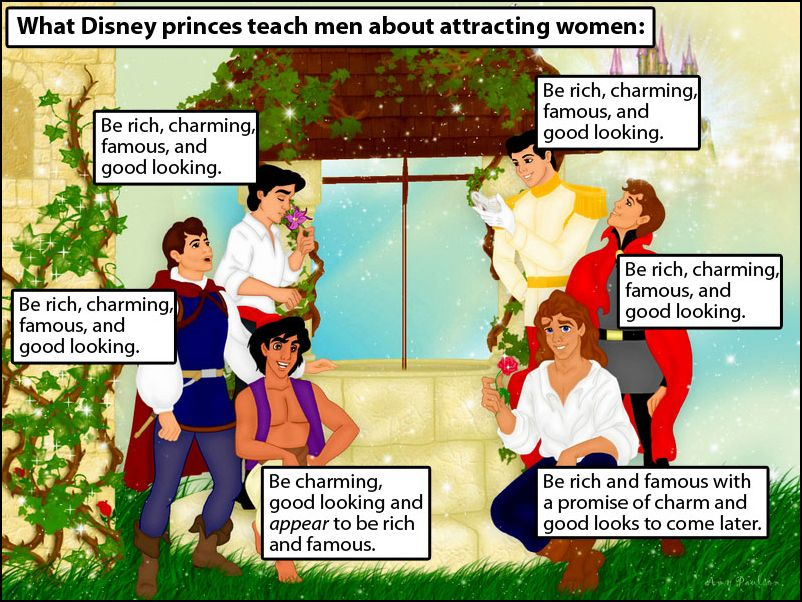 What Disney princes teach men about attracting women:
Be rich, charming,
famous, and
good looking.
Be rich, charming,
famous, and
good looking.
Be rich, charming,
famous, and
good looking.
Be rich, charming,
famous, and
good looking.
Be charming,
good looking and
appear to be rich
and famous.
Be rich and famous with
a promise of charm and
good looks to come later.
Amy Paulson